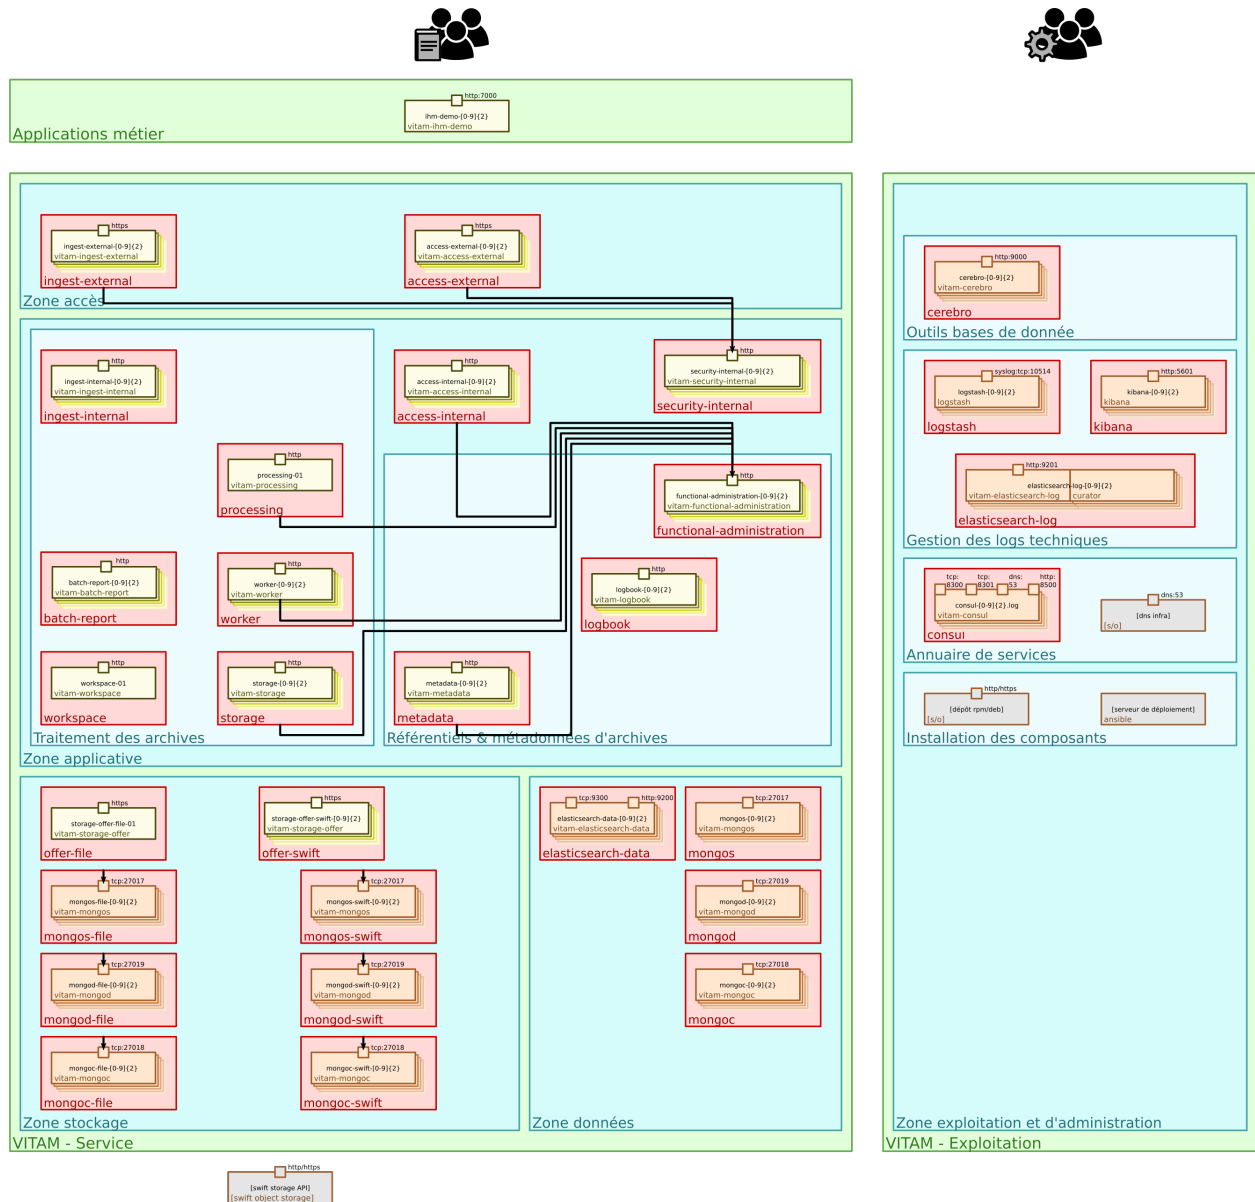 http:7000
ihm-demo-[0-9]{2}
vitam-ihm-demo
Applications métier
https
ingest-external-[0-9]{2}
vitam-ingest-external
ingest-external
https
access-external-[0-9]{2}
vitam-access-external
access-external
Zone accès
http
ingest-internal-[0-9]{2}
vitam-ingest-internal
ingest-internal
http
access-internal-[0-9]{2}
vitam-access-internal
access-internal
http
security-internal-[0-9]{2}
vitam-security-internal
security-internal
http
processing-01
vitam-processing
processing
http
functional-administration-[0-9]{2}
vitam-functional-administration
functional-administration
http
batch-report-[0-9]{2}
vitam-batch-report
batch-report
http
worker-[0-9]{2}
vitam-worker
worker
http
logbook-[0-9]{2}
vitam-logbook
logbook
http
workspace-01
vitam-workspace
workspace
http
storage-[0-9]{2}
vitam-storage
storage
http
metadata-[0-9]{2}
vitam-metadata
metadata
Traitement des archives
Référentiels & métadonnées d'archives
Zone applicative
https
storage-offer-file-01
vitam-storage-offer
offer-file
https
storage-offer-swift-[0-9]{2}
vitam-storage-offer
offer-swift
tcp:27017
mongos-file-[0-9]{2}
vitam-mongos
mongos-file
tcp:27017
mongos-swift-[0-9]{2}
vitam-mongos
mongos-swift
tcp:27019
mongod-file-[0-9]{2}
vitam-mongod
mongod-file
tcp:27019
mongod-swift-[0-9]{2}
vitam-mongod
mongod-swift
tcp:27018
mongoc-file-[0-9]{2}
vitam-mongoc
mongoc-file
tcp:27018
mongoc-swift-[0-9]{2}
vitam-mongoc
mongoc-swift
Zone stockage
tcp:9300
http:9200
elasticsearch-data-[0-9]{2}
vitam-elasticsearch-data
elasticsearch-data
tcp:27017
mongos-[0-9]{2}
vitam-mongos
mongos
tcp:27019
mongod-[0-9]{2}
vitam-mongod
mongod
tcp:27018
mongoc-[0-9]{2}
vitam-mongoc
mongoc
Zone données
VITAM - Service
http/https
[swift storage API]
[swift object storage]
http:9000
cerebro-[0-9]{2}
vitam-cerebro
cerebro
Outils bases de donnée
syslog:tcp:10514
logstash-[0-9]{2}
logstash
logstash
http:5601
kibana-[0-9]{2}
kibana
kibana
http:9201
elasticsearch-log-[0-9]{2}
vitam-elasticsearch-log
curator
elasticsearch-log
Gestion des logs techniques
tcp:
8300
tcp:
8301
dns:
53
http:
8500
consul-[0-9]{2}.log
vitam-consul
consul
dns:53
[dns infra]
[s/o]
Annuaire de services
http/https
[dépôt rpm/deb]
[s/o]
[serveur de déploiement]
ansible
Installation des composants
Zone exploitation et d'administration
VITAM - Exploitation